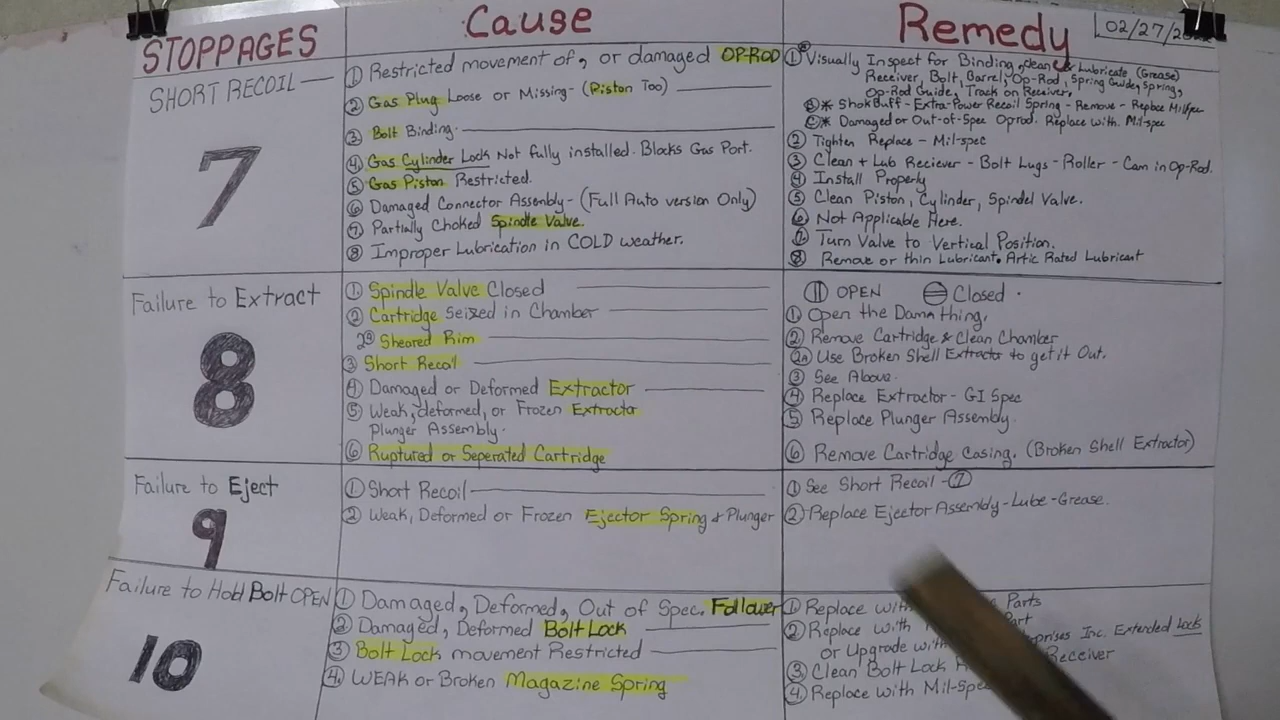 STOPPAGES
Cause
Remedy
02/27/
SHORT RECOIL
7
① Restricted movement of, or damaged OP-ROD
② Gas Plug Loose or Missing- (Piston Too)
③ Bolt Binding.
④ Gas Cylinder Lock Not fully installed. Blocks Gas Port.
⑤ Gas Piston Restricted.
⑥ Damaged Connector Assembly- (Full Auto version Only)
⑦ Partially Choked Spindle Valve.
⑧ Improper Lubrication in COLD weather.
① Visually Inspect for Binding, clean & Lubricate (Grease)
Receiver, Bolt, Barrel, Op-Rod, Spring Guide, Spring,
Op-Rod Guide, Track on Receiver.
* ShokBuff - Extra-Power Recoil Spring - Remove - Replace Milspec
* Damaged or Out-of-Spec Oprod. Replace with Mil-spec
② Tighten Replace - Mil-spec
③ Clean + Lub Reciever - Bolt Lugs - Roller - Cam in Op-Rod.
④ Install Properly
⑤ Clean Piston, Cylinder, Spindel Valve.
⑥ Not Applicable Here.
⑦ Turn Valve to Vertical Position.
⑧ Remove or thin Lubricant. Artic Rated Lubricant
Failure to Extract
8
① Spindle Valve Closed
② Cartridge Seized in Chamber
Sheared Rim
③ Short Recoil
④ Damaged or Deformed Extractor
⑤ Weak, deformed, or Frozen Extractor
Plunger Assembly.
⑥ Ruptured or Seperated Cartridge
OPEN Closed
① Open the Damn thing.
② Remove Cartridge & Clean Chamber
2A Use Broken Shell Extractor to get it Out.
③ See Above.
④ Replace Extractor - GI Spec
⑤ Replace Plunger Assembly.
⑥ Remove Cartridge Casing. (Broken Shell Extractor)
Failure to Eject
9
① Short Recoil
② Weak, Deformed or Frozen Ejector Spring & Plunger
① See Short Recoil - ⑦
② Replace Ejector Assembly - Lube - Grease.
Failure to Hold Bolt OPEN
10
① Damaged, Deformed, Out of Spec. Follower
② Damaged, Deformed Bolt Lock
③ Bolt Lock movement Restricted
④ WEAK or Broken Magazine Spring
① Replace with Parts
② Replace with Part
or Upgrade with Inc. Extended Lock
③ Clean Bolt Lock Receiver
④ Replace with Mil-Spec